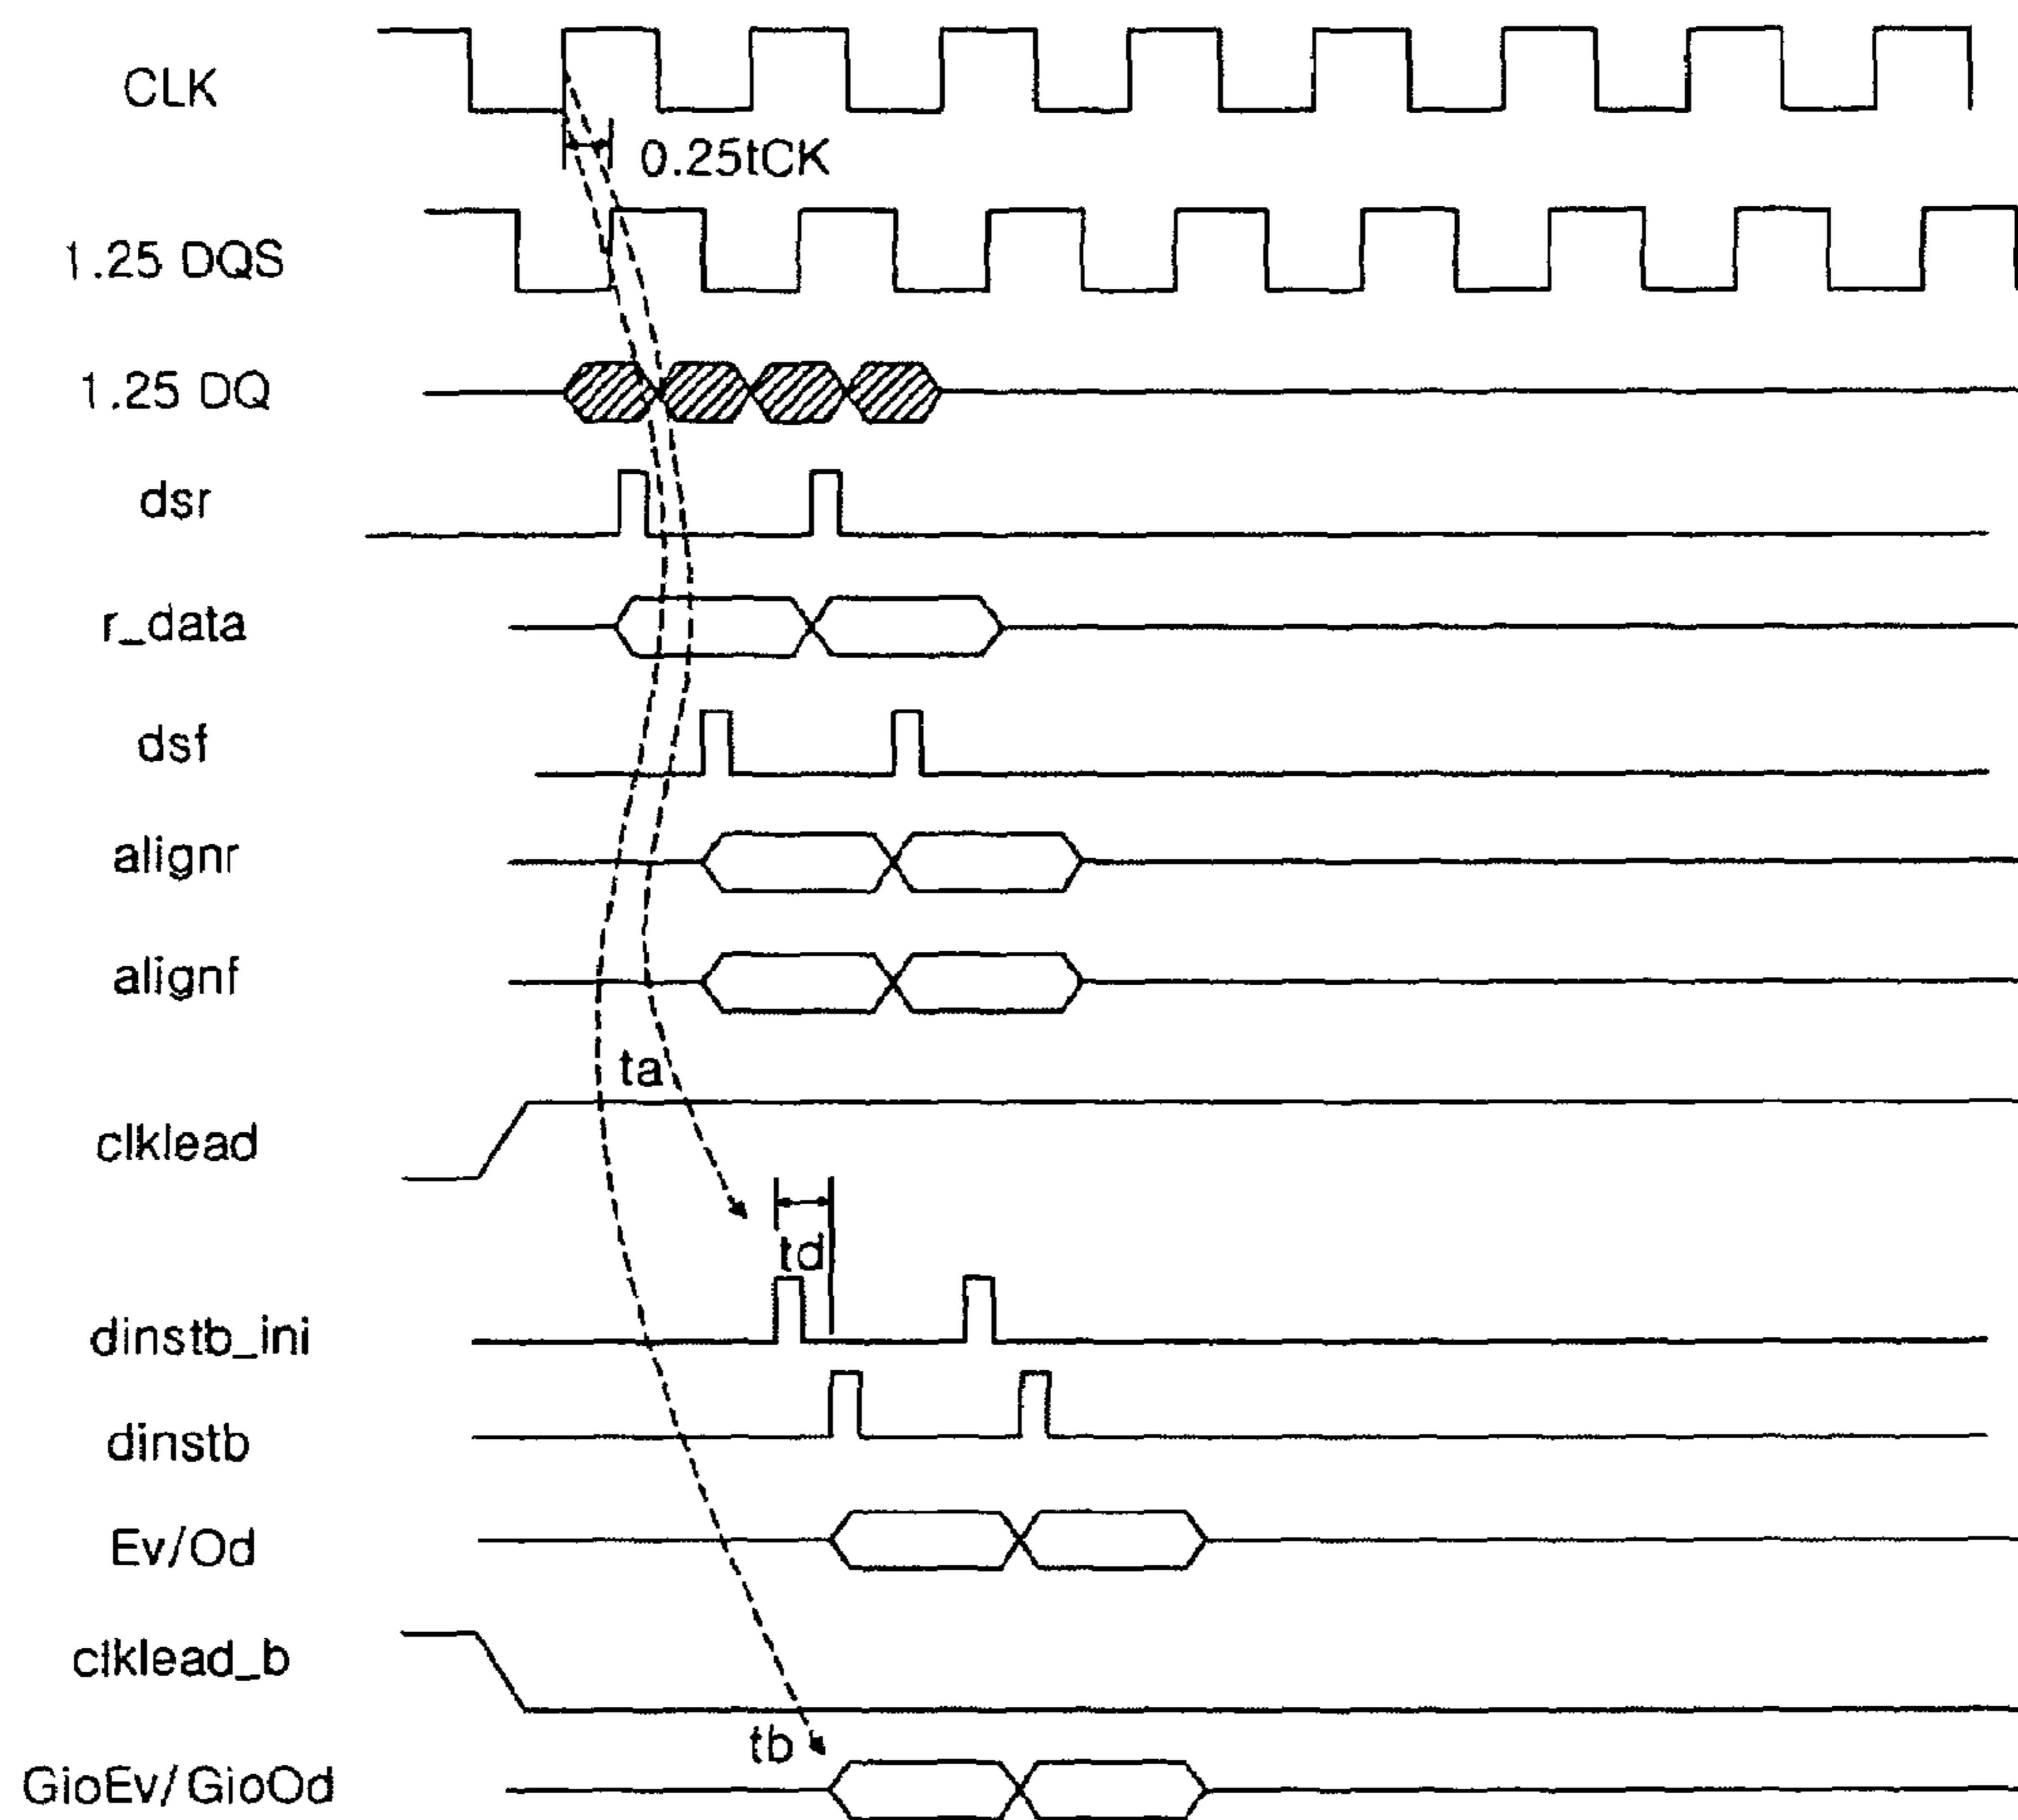 CLK
0.25tCK
1.25 DQS
1.25 DQ
dsr
r_data
dsf
alignr
alignf
ta
clklead
td
dinstb_ini
dinstb
Ev/Od
clklead_b
tb
GioEv/GioOd